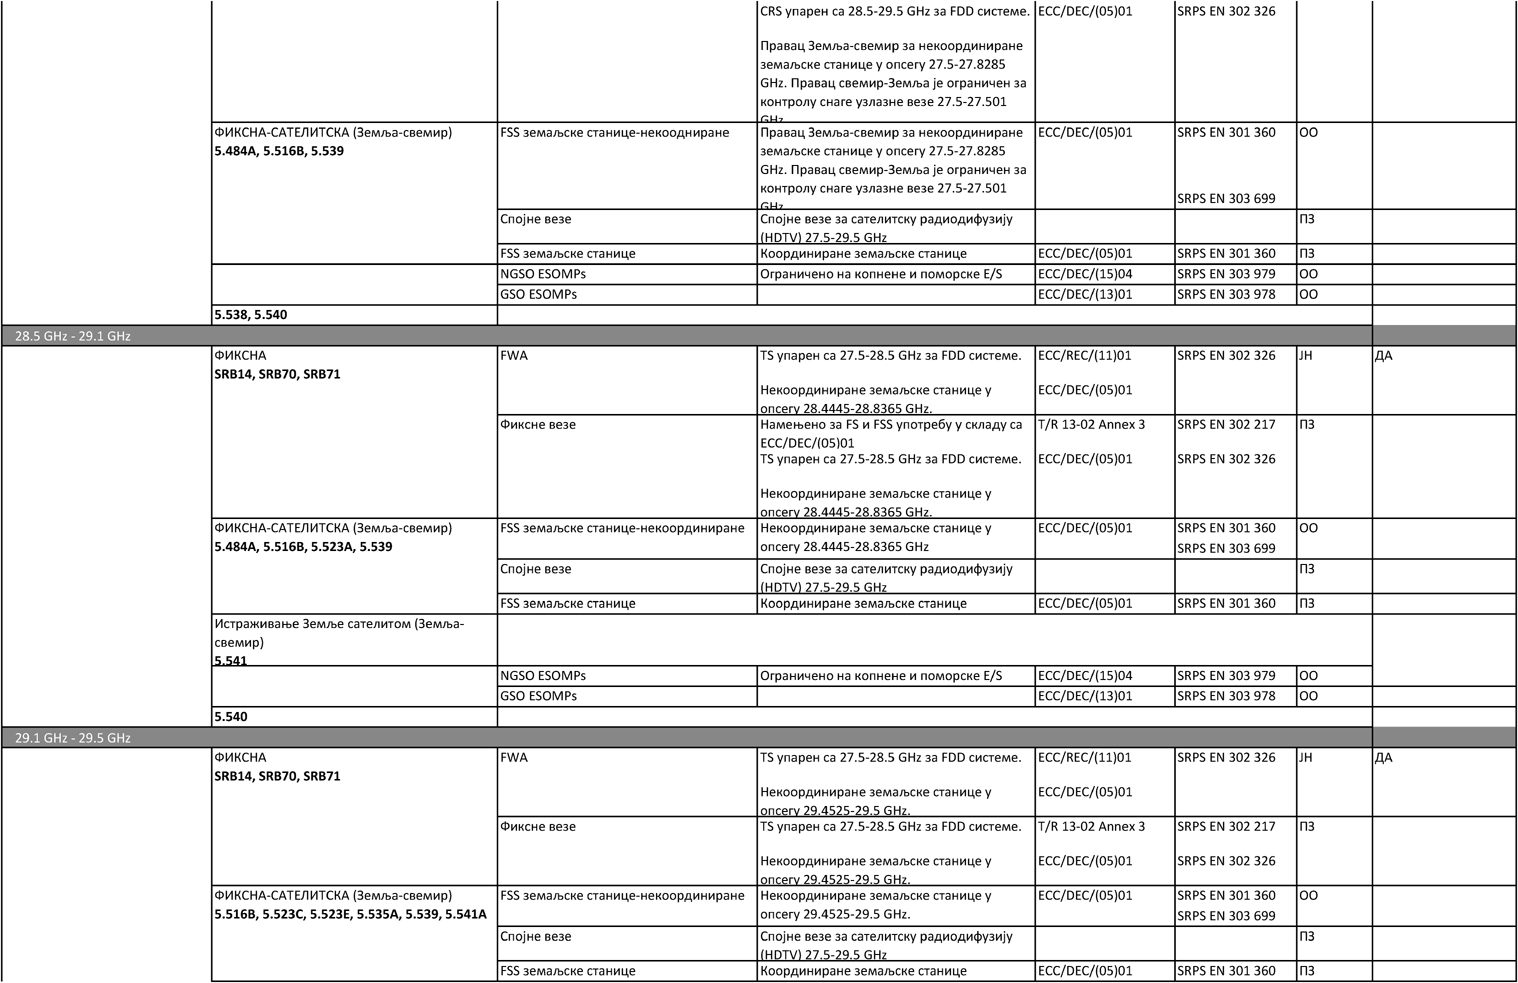 CRS упарен са 28.5-29.5 GHz за FDD системе. ECC/DEC/(05)01 SRPS EN 302 326
Правац Земља-свемир за некоординиране
земаљске станице у опсегу 27.5-27.8285
GHz. Правац свемир-Земља је ограничен за
контролу снаге узлазне везе 27.5-27.501
GHz
ФИКСНА-САТЕЛИТСКА (Земља-свемир) FSS земаљске станице-некоодниране Правац Земља-свемир за некоординиране ECC/DEC/(05)01 SRPS EN 301 360 ОО
5.484A, 5.516B, 5.539 земаљске станице у опсегу 27.5-27.8285
GHz. Правац свемир-Земља је ограничен за
контролу снаге узлазне везе 27.5-27.501 SRPS EN 303 699
GHz
Спојне везе Спојне везе за сателитску радиодифузију ПЗ
(HDTV) 27.5-29.5 GHz
FSS земаљске станице Координиране земаљске станице ECC/DEC/(05)01 SRPS EN 301 360 ПЗ
NGSO ESOMPs Ограничено на копнене и поморске E/S ECC/DEC/(15)04 SRPS EN 303 979 ОО
GSO ESOMPs ECC/DEC/(13)01 SRPS EN 303 978 ОО
5.538, 5.540
28.5 GHz - 29.1 GHz
ФИКСНА FWA TS упарен са 27.5-28.5 GHz за FDD системе. ECC/REC/(11)01 SRPS EN 302 326 ЈН ДА
SRB14, SRB70, SRB71
Некоординиране земаљске станице у ECC/DEC/(05)01
опсегу 28.4445-28.8365 GHz.
Фиксне везе Намењено за FS и FSS употребу у складу са T/R 13-02 Annex 3 SRPS EN 302 217 ПЗ
ECC/DEC/(05)01
TS упарен са 27.5-28.5 GHz за FDD системе. ECC/DEC/(05)01 SRPS EN 302 326
Некоординиране земаљске станице у
опсегу 28.4445-28.8365 GHz.
ФИКСНА-САТЕЛИТСКА (Земља-свемир) FSS земаљске станице-некоординиране Некоординиране земаљске станице у ECC/DEC/(05)01 SRPS EN 301 360 ОО
5.484A, 5.516B, 5.523A, 5.539 опсегу 28.4445-28.8365 GHz SRPS EN 303 699
Спојне везе Спојне везе за сателитску радиодифузију ПЗ
(HDTV) 27.5-29.5 GHz
FSS земаљске станице Координиране земаљске станице ECC/DEC/(05)01 SRPS EN 301 360 ПЗ
Истраживање Земље сателитом (Земља-
свемир)
5.541
NGSO ESOMPs Ограничено на копнене и поморске E/S ECC/DEC/(15)04 SRPS EN 303 979 ОО
GSO ESOMPs ECC/DEC/(13)01 SRPS EN 303 978 ОО
5.540
29.1 GHz - 29.5 GHz
ФИКСНА FWA TS упарен са 27.5-28.5 GHz за FDD системе. ECC/REC/(11)01 SRPS EN 302 326 ЈН ДА
SRB14, SRB70, SRB71
Некоординиране земаљске станице у ECC/DEC/(05)01
опсегу 29.4525-29.5 GHz.
Фиксне везе TS упарен са 27.5-28.5 GHz за FDD системе. T/R 13-02 Annex 3 SRPS EN 302 217 ПЗ
Некоординиране земаљске станице у ECC/DEC/(05)01 SRPS EN 302 326
опсегу 29.4525-29.5 GHz.
ФИКСНА-САТЕЛИТСКА (Земља-свемир) FSS земаљске станице-некоординиране Некоординиране земаљске станице у ECC/DEC/(05)01 SRPS EN 301 360 ОО
5.516B, 5.523C, 5.523E, 5.535A, 5.539, 5.541A опсегу 29.4525-29.5 GHz. SRPS EN 303 699
Спојне везе Спојне везе за сателитску радиодифузију ПЗ
(HDTV) 27.5-29.5 GHz
FSS земаљске станице Координиране земаљске станице ECC/DEC/(05)01 SRPS EN 301 360 ПЗ